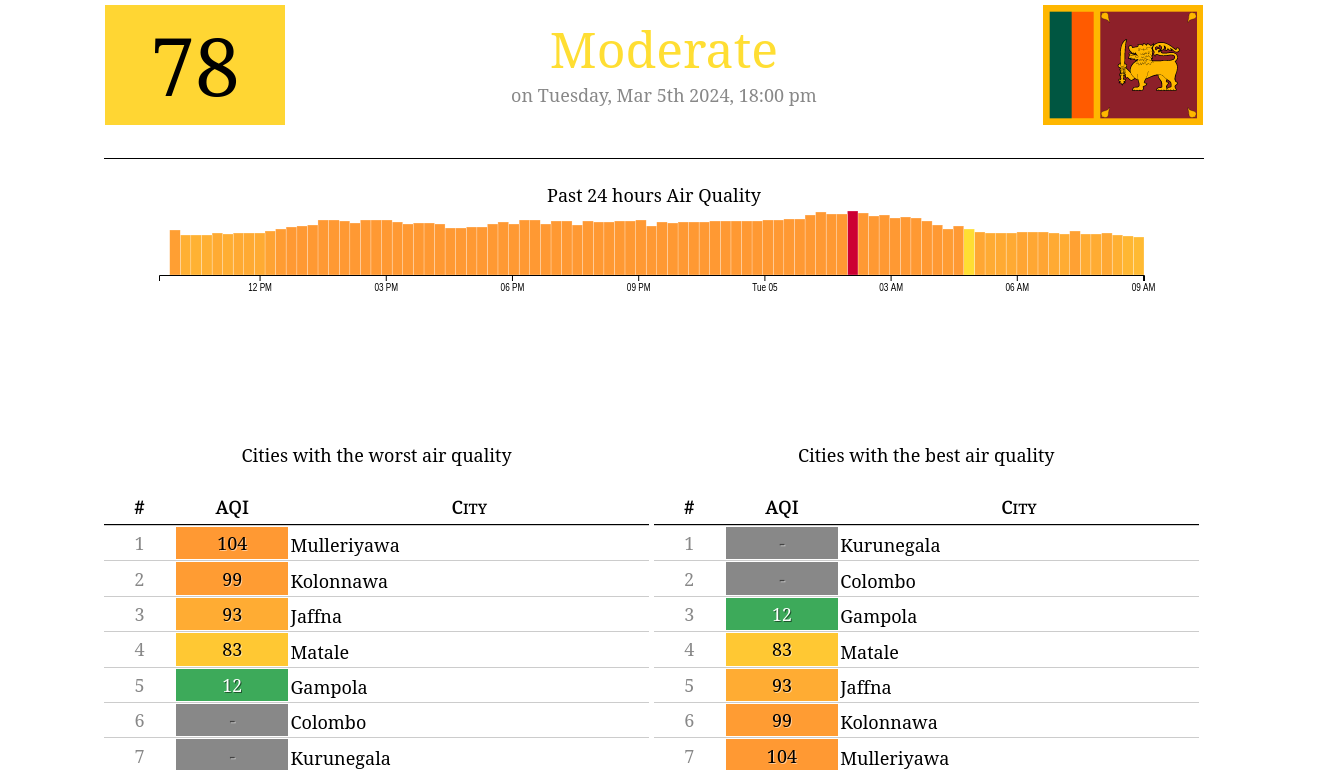 78
Moderate
on Tuesday, Mar 5th 2024, 18:00 pm
Past 24 hours Air Quality
12 PM 03 PM 06 PM 09 PM Tue 05 03 AM 06 AM 09 AM
Cities with the worst air quality
# AQI City
1 104 Mulleriyawa
2 99 Kolonnawa
3 93 Jaffna
4 83 Matale
5 12 Gampola
6 - Colombo
7 - Kurunegala
Cities with the best air quality
# AQI City
1 - Kurunegala
2 - Colombo
3 12 Gampola
4 83 Matale
5 93 Jaffna
6 99 Kolonnawa
7 104 Mulleriyawa